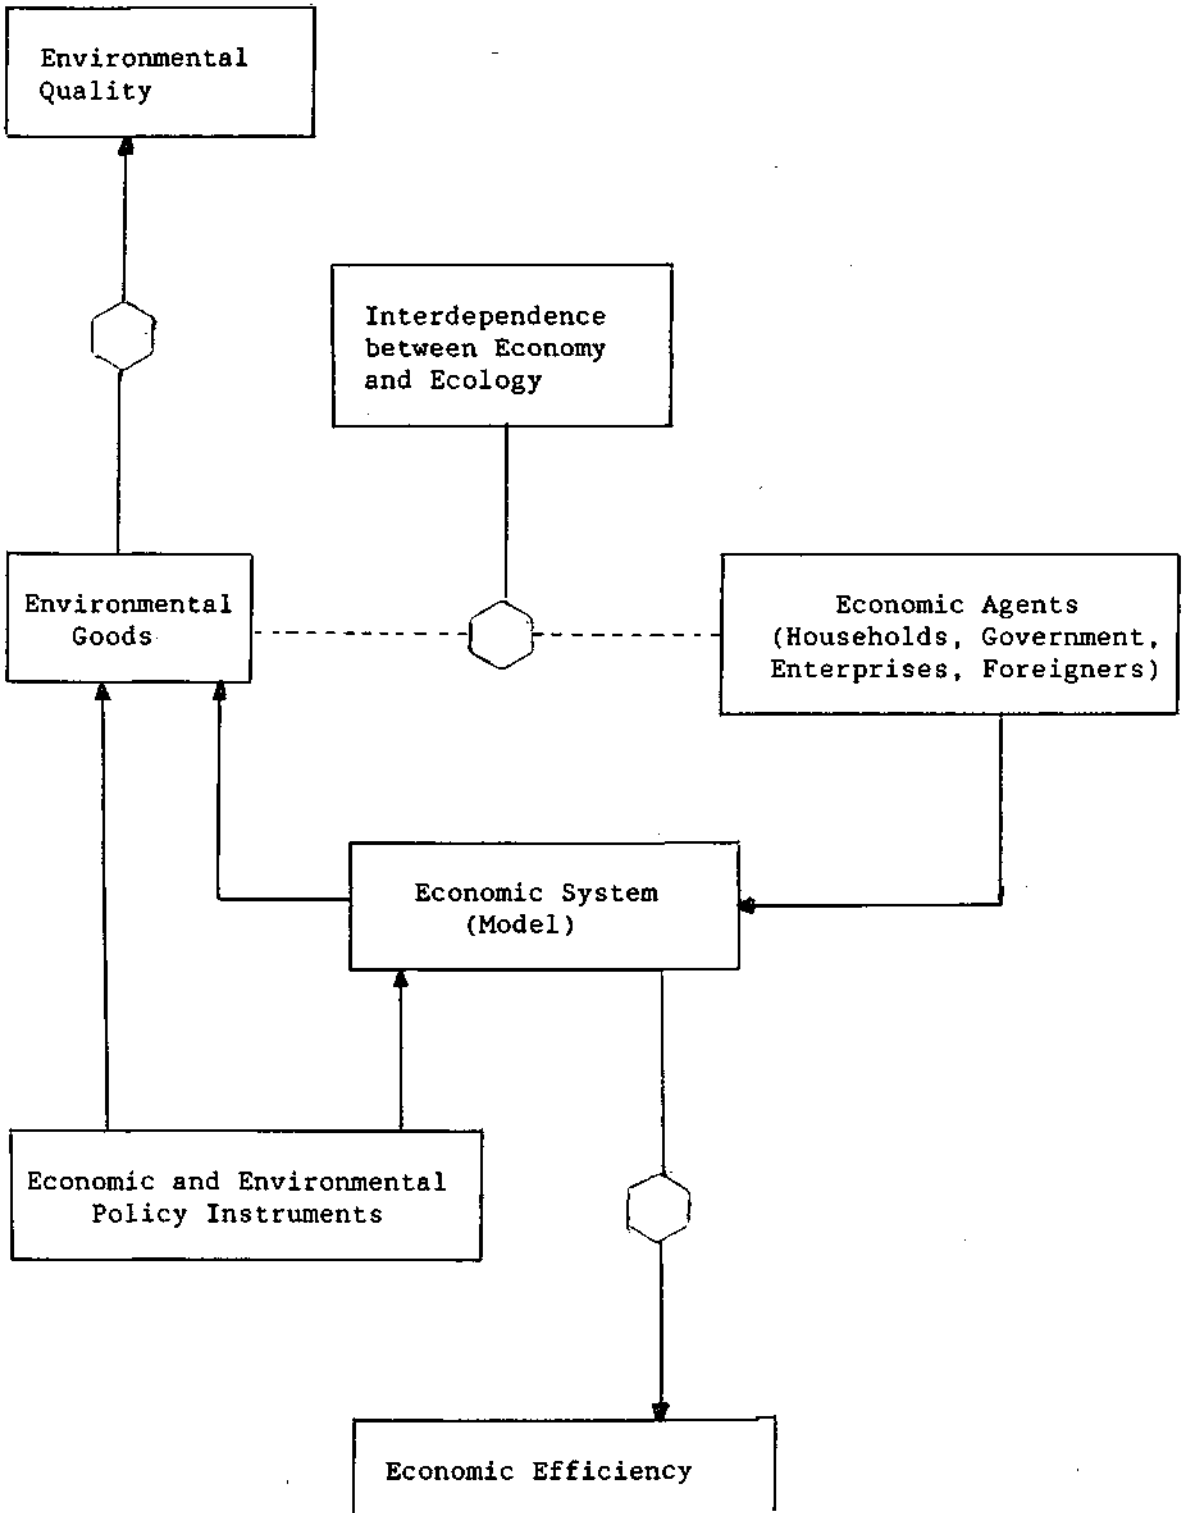 Environmental
Quality
Interdependence
between Economy
and Ecology
Environmental
Goods
Economic Agents
(Households, Government,
Enterprises, Foreigners)
Economic System
(Model)
Economic and Environmental
Policy Instruments
Economic Efficiency